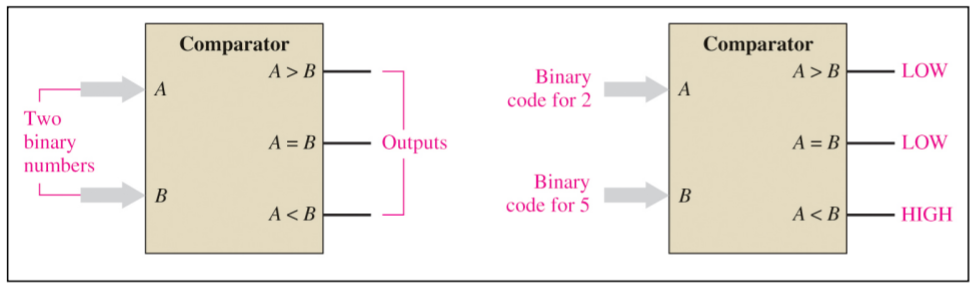 Comparator
A > B
A
Two
binary
numbers
A = B
Outputs
B
A < B
Comparator
A > B
LOW
Binary
code for 2
A
A = B
LOW
Binary
code for 5
B
A < B
HIGH